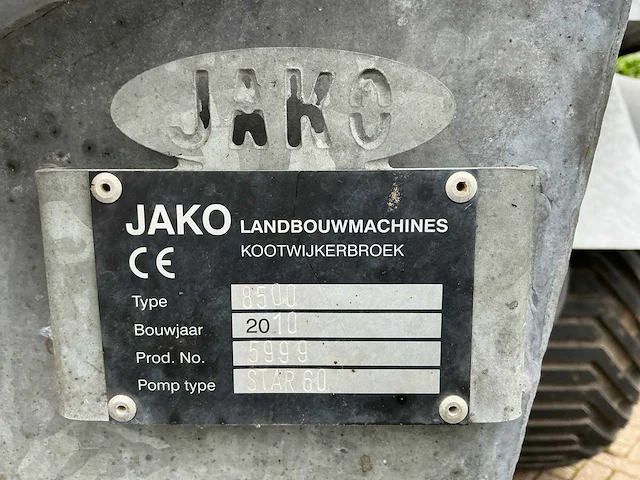 JAKO
JAKO LANDBOUWMACHINES
KOOTWIJKERBROEK
CE
Type 8500
Bouwjaar 2010
Prod. No. 5999
Pomp type STAR 60